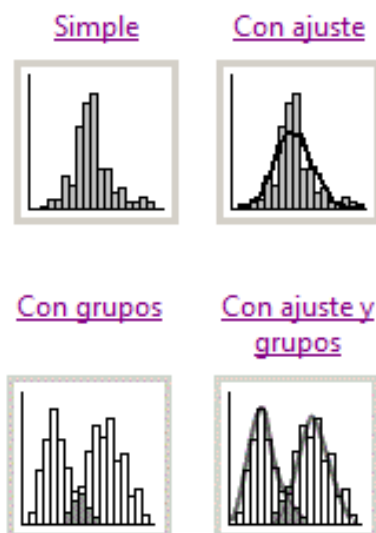 Simple
Con ajuste
Con grupos
Con ajuste y
grupos